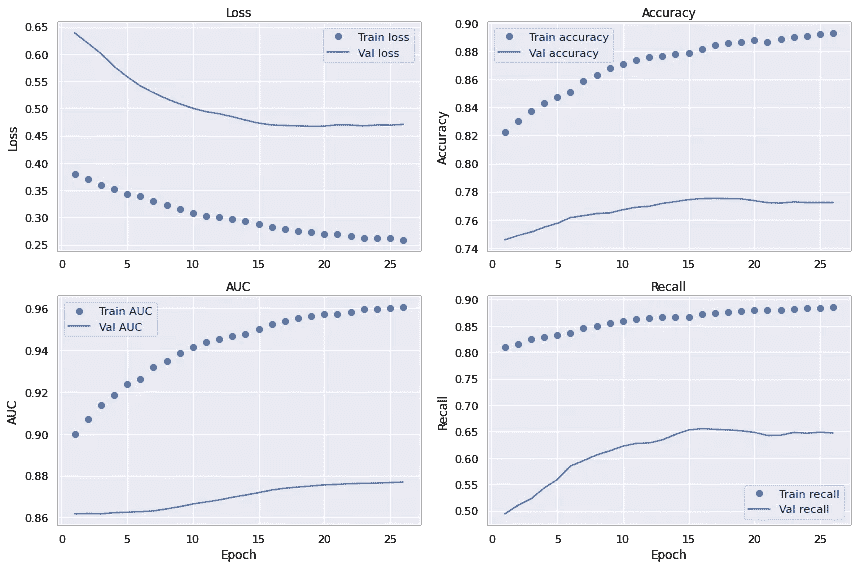 Loss
Train loss
Val loss
0.65
0.60
0.55
0.50
0.45
0.40
0.35
0.30
0.25
Loss
0 5 10 15 20 25
Accuracy
Train accuracy
Val accuracy
0.90
0.88
0.86
0.84
0.82
0.80
0.78
0.76
0.74
Accuracy
0 5 10 15 20 25
AUC
Train AUC
Val AUC
0.96
0.94
0.92
0.90
0.88
0.86
AUC
0 5 10 15 20 25
Epoch
Recall
0.90
0.85
0.80
0.75
0.70
0.65
0.60
0.55
0.50
Recall
Train recall
Val recall
0 5 10 15 20 25
Epoch